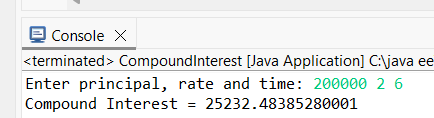 Console
<terminated> CompoundInterest [Java Application] C:\java ee
Enter principal, rate and time: 200000 2 6
Compound Interest = 25232.48385280001